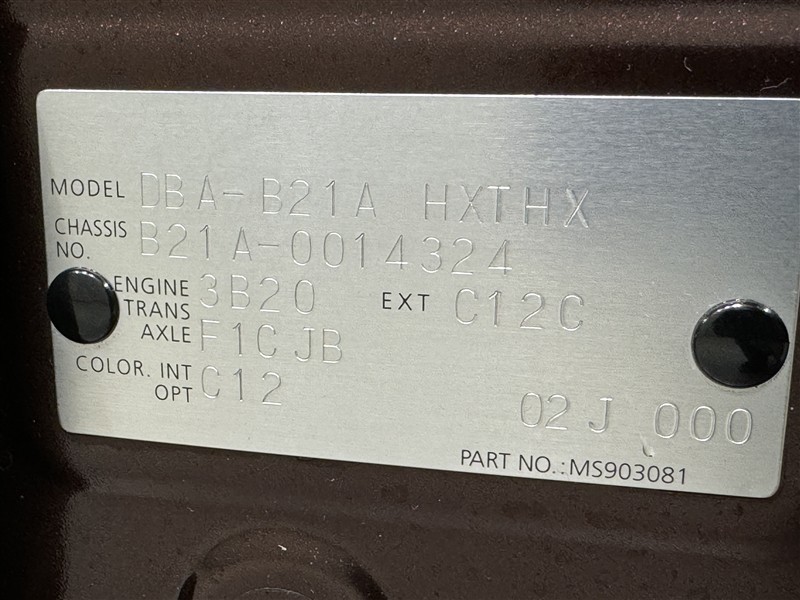 MODEL DBA-B21A HXTHX
CHASSIS NO. B21A-0014324
ENGINE 3B20 EXT C12C
TRANS AXLE F1CJB
COLOR. INT OPT C12
02J 000
PART NO.:MS903081